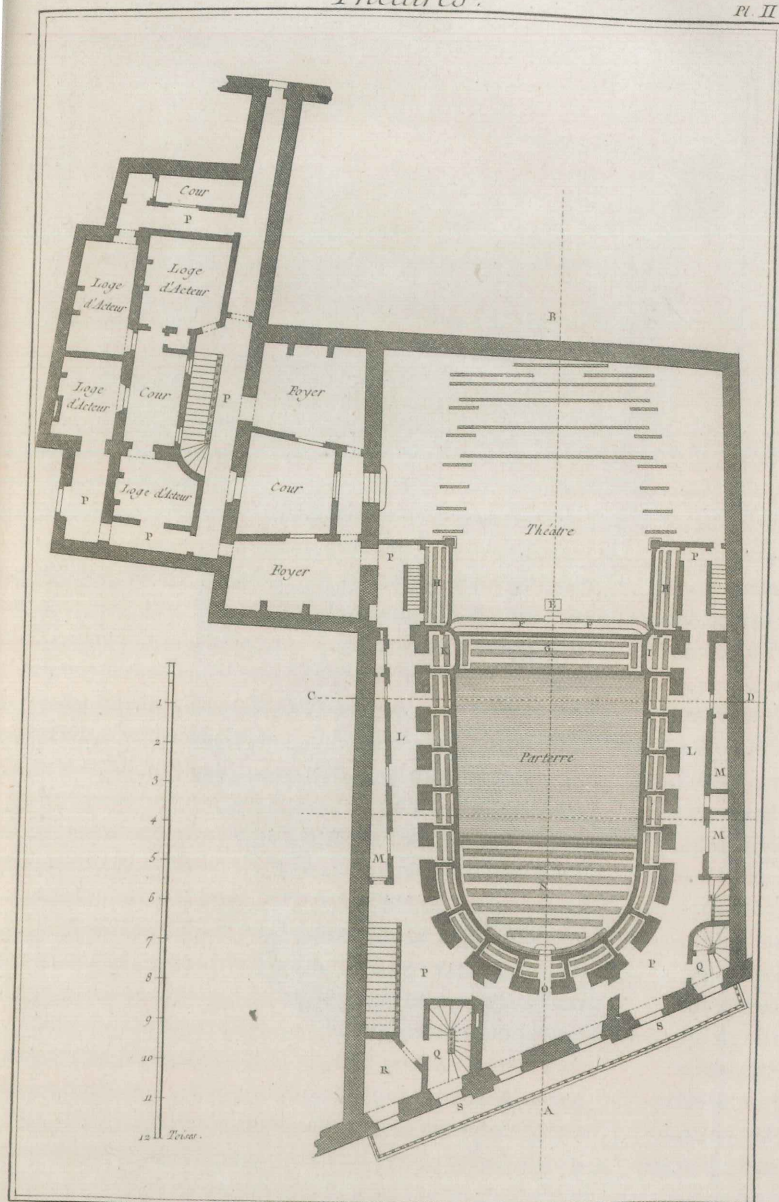 Théatres.
Pl. II
Cour
P
Loge
d'Acteur
Loge
d'Acteur
B
Loge
d'Acteur
Cour
P
Foyer
Loge d'Acteur
Cour
P
P
Théatre
Foyer
P
H
H
P
E
F
F
K
G
I
1
C
D
L
L
2
Parterre
3
M
4
M
M
5
N
6
7
8
P
P
Q
O
9
S
10
Q
R
11
S
A
12 Toises.